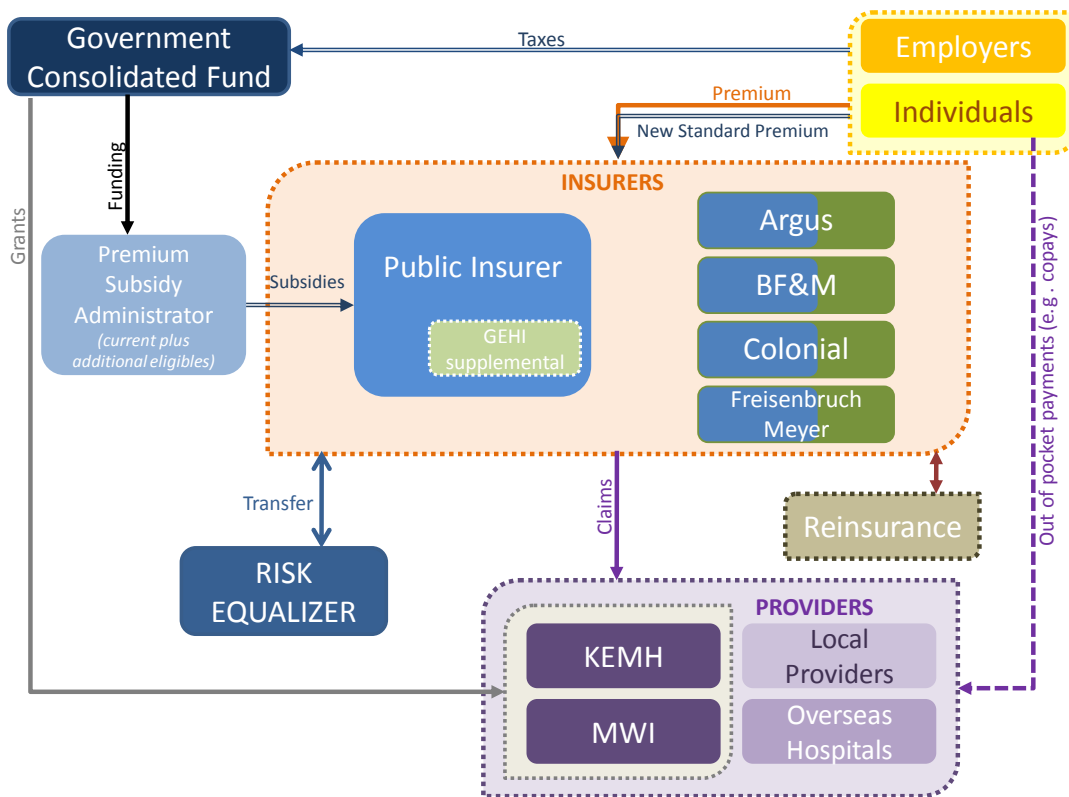 Government
Consolidated Fund
Taxes
Employers
Individuals
Premium
New Standard Premium
Funding
Grants
INSURERS
Premium
Subsidy
Administrator
(current plus
additional eligibles)
Subsidies
Public Insurer
GEHI
supplemental
Argus
BF&M
Colonial
Freisenbruch
Meyer
Out of pocket payments (e.g. copays)
Transfer
Claims
Reinsurance
RISK
EQUALIZER
PROVIDERS
KEMH
MWI
Local
Providers
Overseas
Hospitals